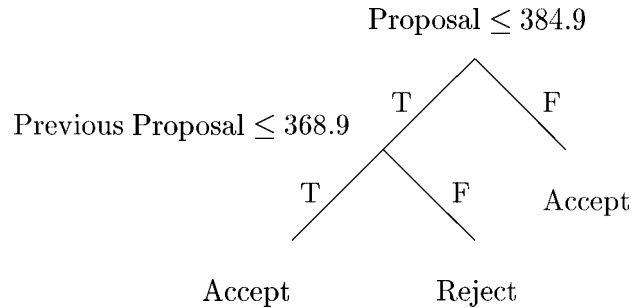 Proposal ≤ 384.9
T
F
Previous Proposal ≤ 368.9
T
F
Accept
Accept
Reject